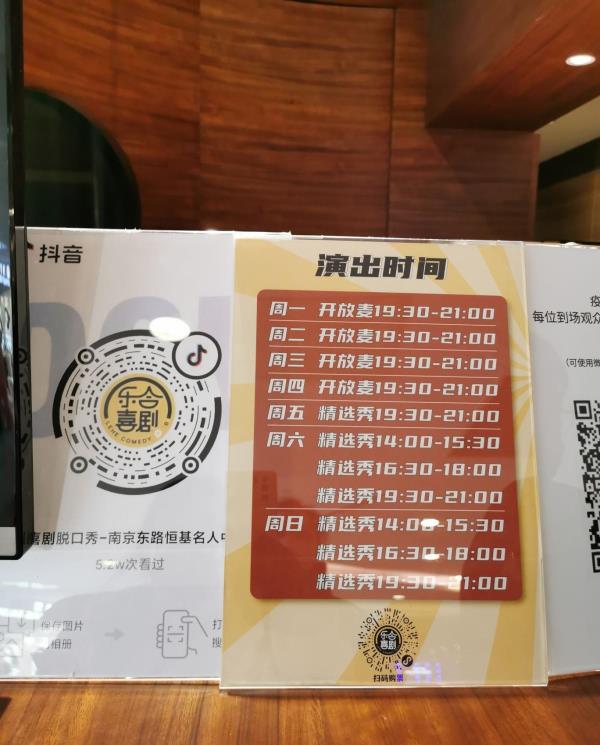 抖音
乐合
喜剧
LEHE COMEDY
喜剧脱口秀-南京东路恒基名人中
5.2w次看过
保存图片
相册
打
搜
演出时间
周一 开放麦19:30-21:00
周二 开放麦19:30-21:00
周三 开放麦19:30-21:00
周四 开放麦19:30-21:00
周五 精选秀19:30-21:00
周六 精选秀14:00-15:30
精选秀16:30-18:00
精选秀19:30-21:00
周日 精选秀14:00-15:30
精选秀16:30-18:00
精选秀19:30-21:00
乐合
喜剧
扫码购票
疫
每位到场观众
(可使用微